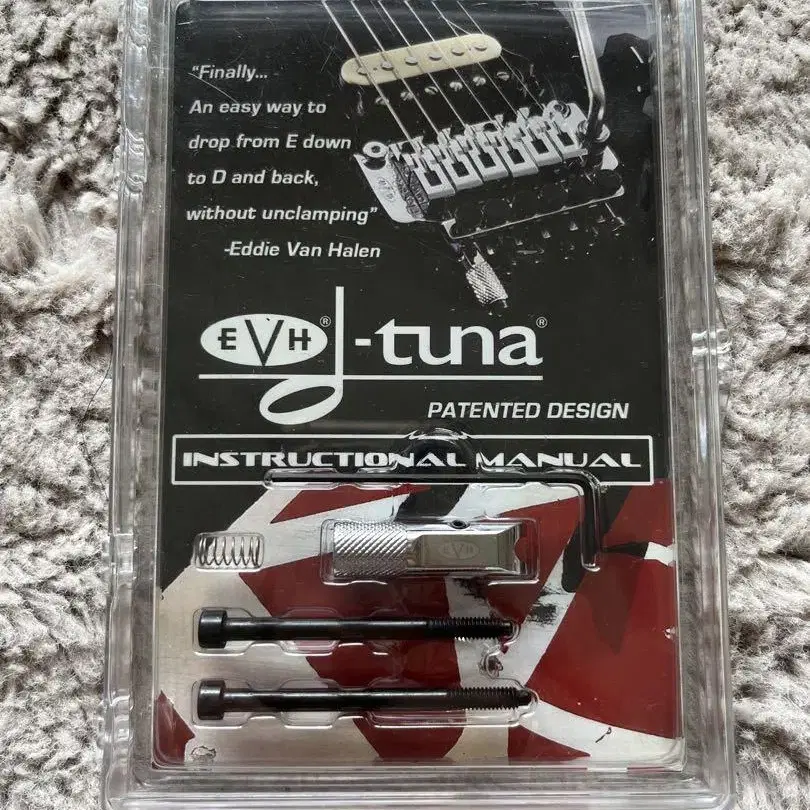 "Finally...
An easy way to
drop from E down
to D and back,
without unclamping"
-Eddie Van Halen
EVH® d-tuna®
PATENTED DESIGN
INSTRUCTIONAL MANUAL
EVH